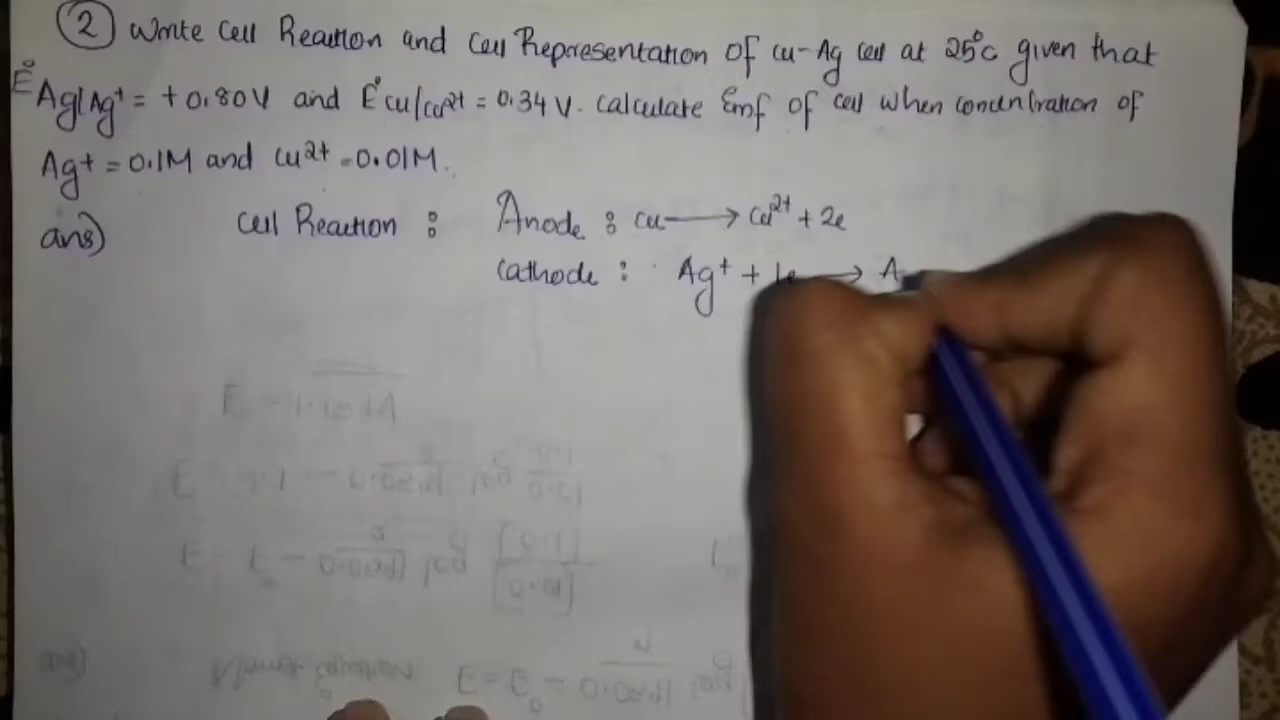 ② Write Cell Reaction and Cell Representation of Cu-Ag cell at 25°C given that
E° Ag/Ag⁺ = +0.80V and E° Cu/Cu²⁺ = 0.34V. calculate Emf of cell when concentration of
Ag⁺ = 0.1M and Cu²⁺ = 0.01M.
ans) Cell Reaction : Anode : Cu → Cu²⁺ + 2e
Cathode : Ag⁺ + 1e → A